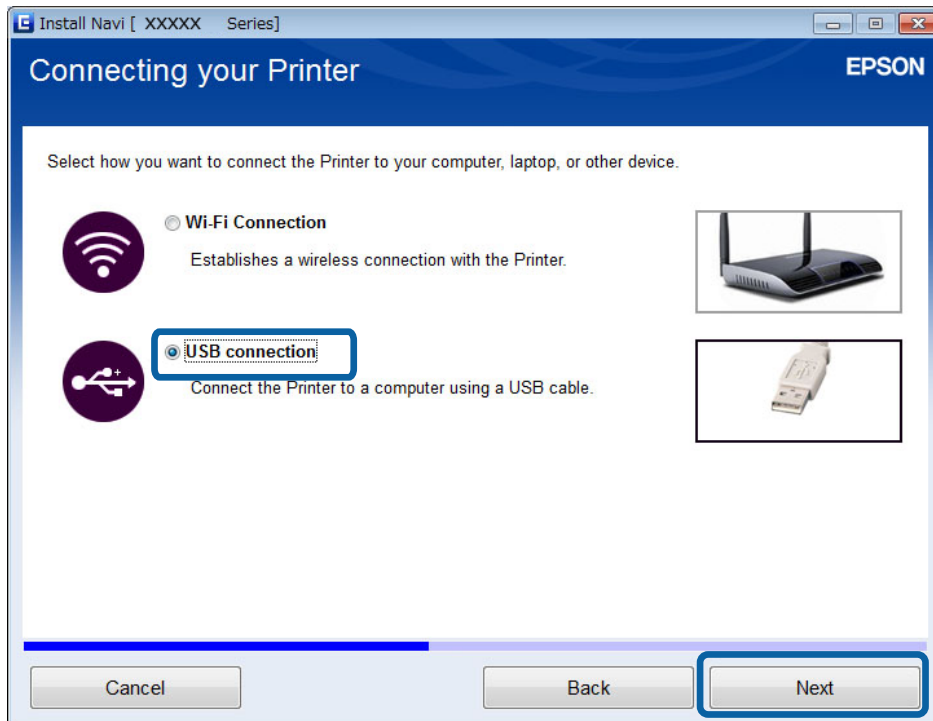 Install Navi [ XXXXX Series]
Connecting your Printer
EPSON
Select how you want to connect the Printer to your computer, laptop, or other device.
Wi-Fi Connection
Establishes a wireless connection with the Printer.
USB connection
Connect the Printer to a computer using a USB cable.
Cancel
Back
Next